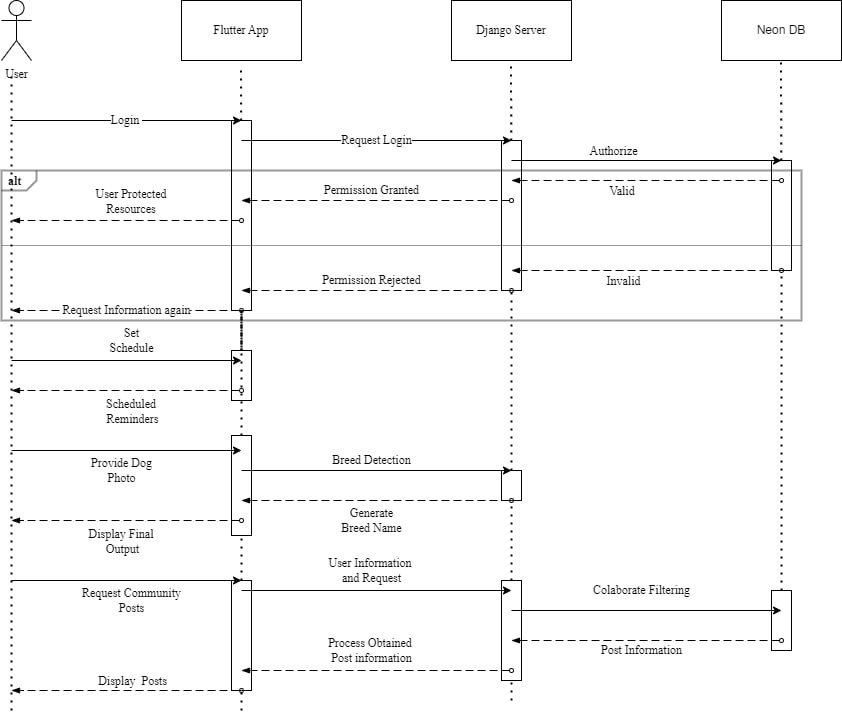 Flutter App
Django Server
Neon DB
User
Login
Request Login
Authorize
alt
Valid
Permission Granted
User Protected
Resources
Invalid
Permission Rejected
Request Information again
Set
Schedule
Scheduled
Reminders
Provide Dog
Photo
Breed Detection
Generate
Breed Name
Display Final
Output
User Information
and Request
Request Community
Posts
Colaborate Filtering
Post Information
Process Obtained
Post information
Display Posts